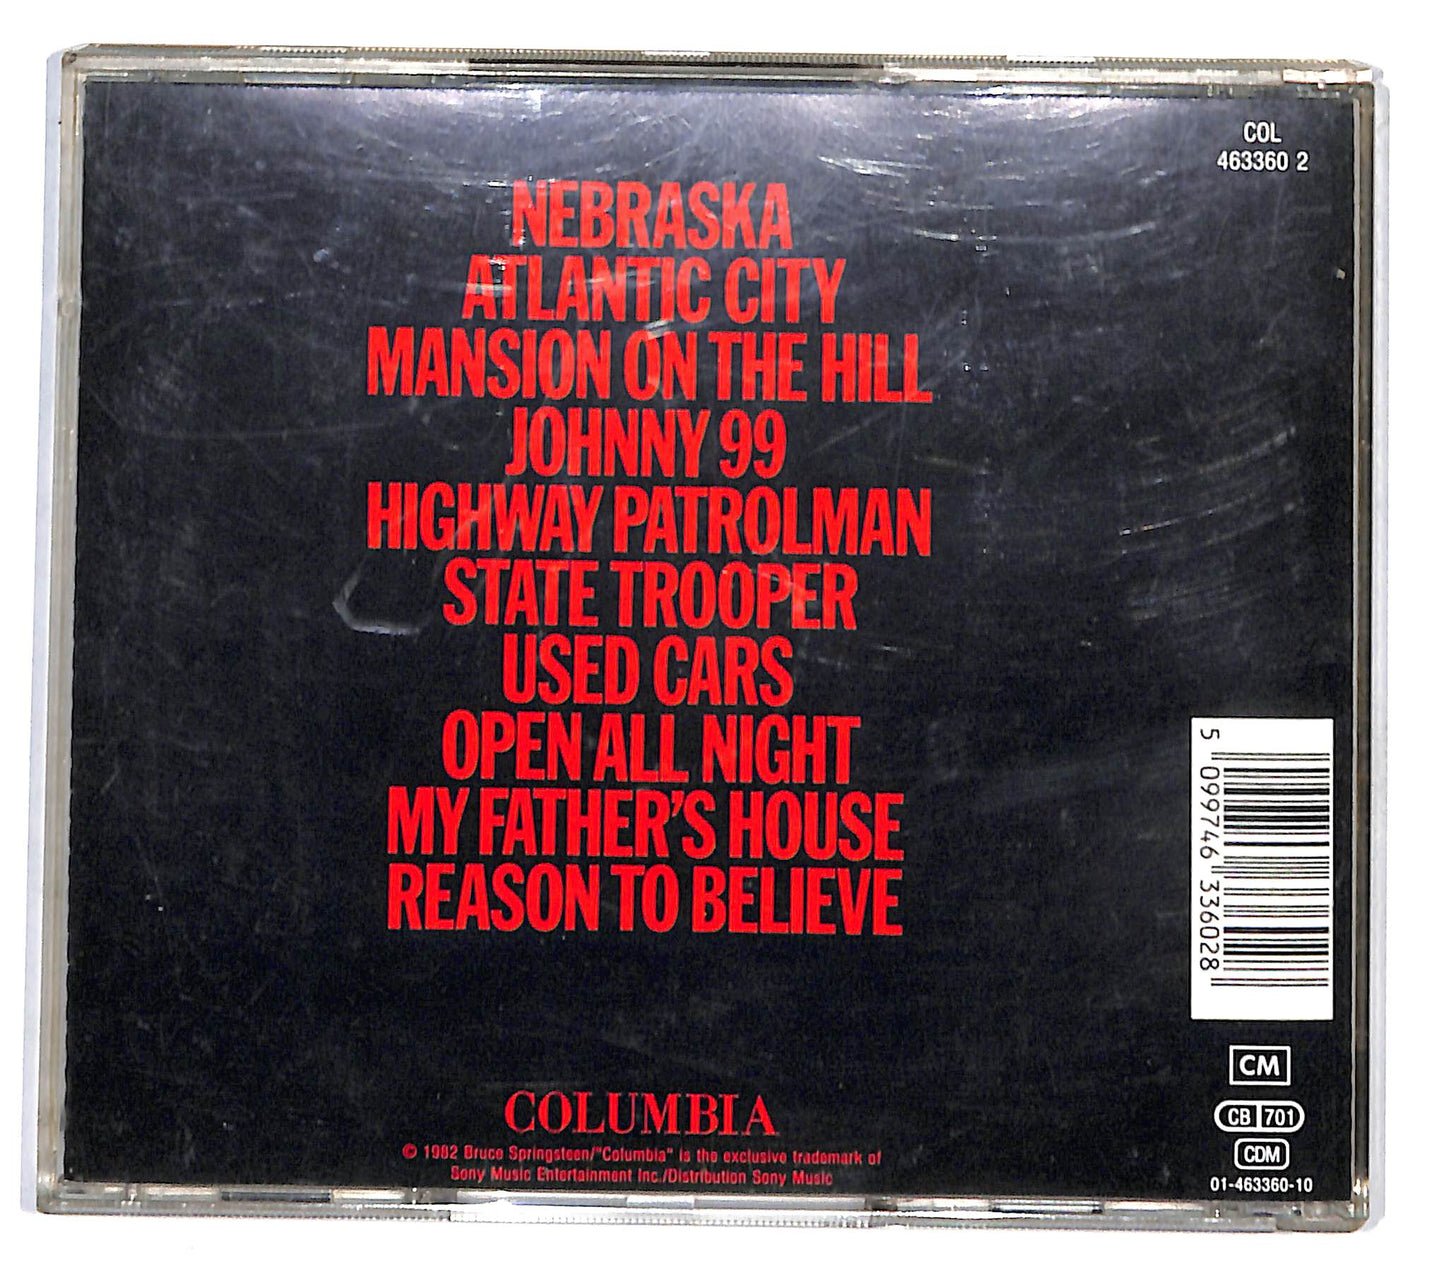 COL
463360 2
NEBRASKA
ATLANTIC CITY
MANSION ON THE HILL
JOHNNY 99
HIGHWAY PATROLMAN
STATE TROOPER
USED CARS
OPEN ALL NIGHT
MY FATHER'S HOUSE
REASON TO BELIEVE
5 099746 336028
CM
CB 701
CDM
01-463360-10
COLUMBIA
© 1982 Bruce Springsteen/"Columbia" is the exclusive trademark of
Sony Music Entertainment Inc./Distribution Sony Music